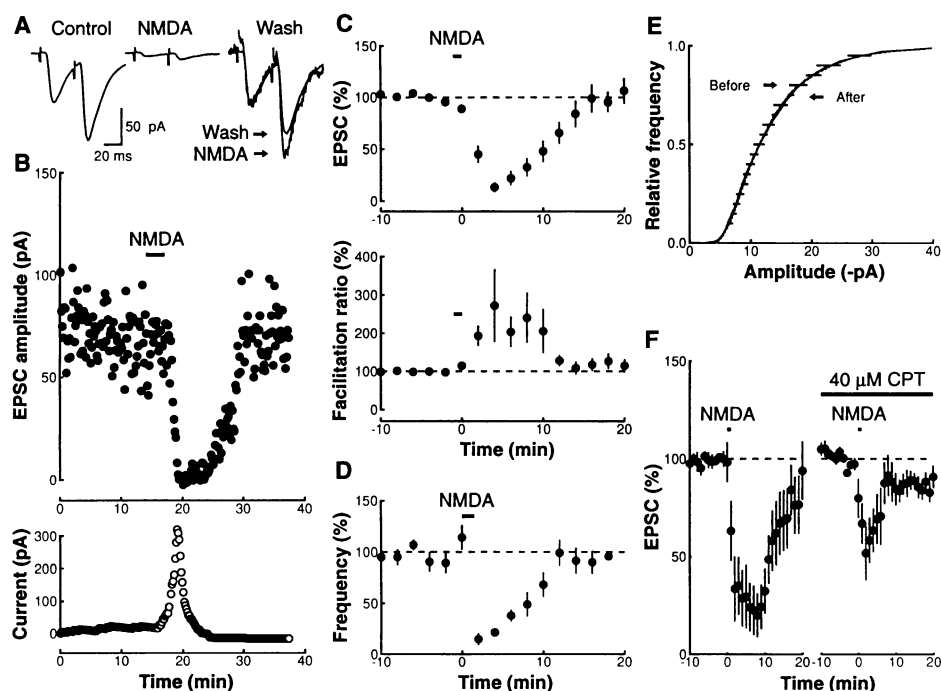 A
Control
NMDA
Wash
50 pA
20 ms
Wash
NMDA
B
EPSC amplitude (pA)
150
100
50
0
NMDA
0 10 20 30 40
Current (pA)
300
200
100
0
0 10 20 30 40
Time (min)
C
NMDA
EPSC (%)
150
100
50
0
-10 0 10 20
Facilitation ratio (%)
400
300
200
100
0
-10 0 10 20
Time (min)
D
NMDA
Frequency (%)
150
100
50
0
-10 0 10 20
Time (min)
E
Relative frequency
1.0
0.5
0.0
Before
After
0 10 20 30 40
Amplitude (-pA)
F
40 µM CPT
NMDA
NMDA
EPSC (%)
150
100
50
0
-10 0 10 20 -10 0 10 20
Time (min)